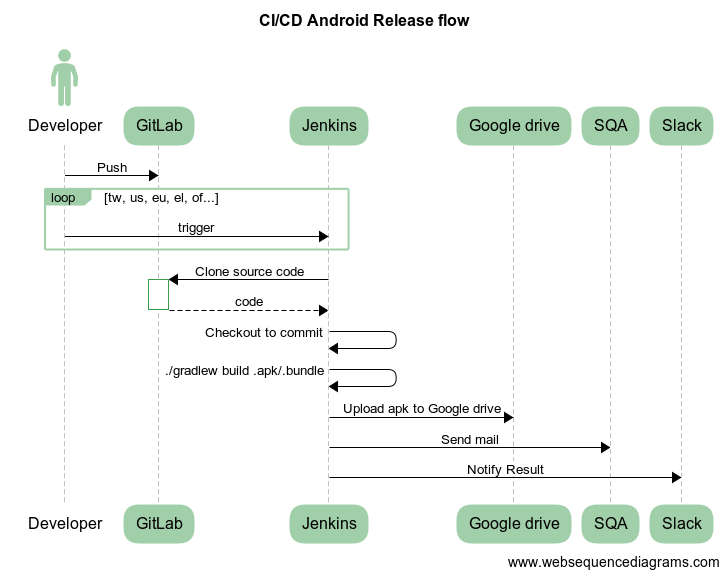 CI/CD Android Release flow
Developer
GitLab
Jenkins
Google drive
SQA
Slack
Push
loop
[tw, us, eu, el, of...]
trigger
Clone source code
code
Checkout to commit
./gradlew build .apk/.bundle
Upload apk to Google drive
Send mail
Notify Result
Developer
GitLab
Jenkins
Google drive
SQA
Slack
www.websequencediagrams.com